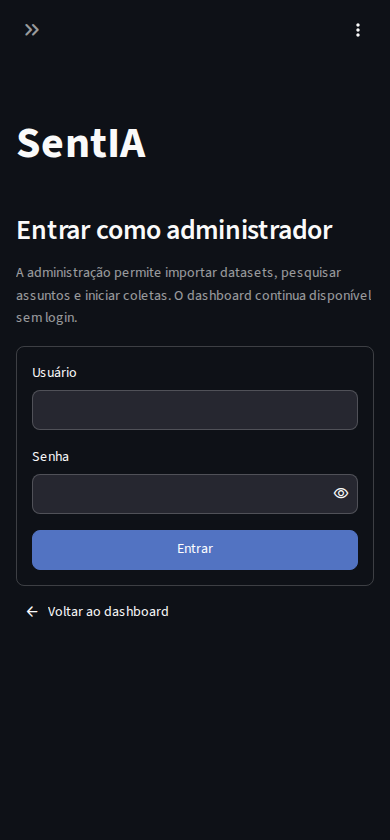 SentIA
Entrar como administrador
A administração permite importar datasets, pesquisar
assuntos e iniciar coletas. O dashboard continua disponível
sem login.
Usuário
Senha
Entrar
Voltar ao dashboard